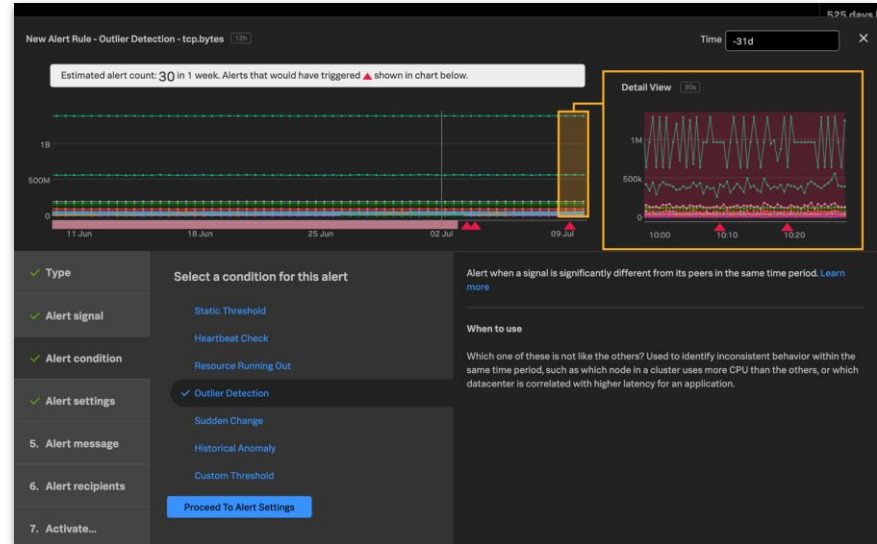 525 days
New Alert Rule - Outlier Detection - tcp.bytes 12h
Time -31d ×
Estimated alert count: 30 in 1 week. Alerts that would have triggered ▲ shown in chart below.
Detail View 30s
1B
500M
0
11 Jun 18 Jun 25 Jun 02 Jul 09 Jul
1M
500k
0
10:00 10:10 10:20
✓ Type
✓ Alert signal
✓ Alert condition
✓ Alert settings
5. Alert message
6. Alert recipients
7. Activate...
Select a condition for this alert
Static Threshold
Heartbeat Check
Resource Running Out
✓ Outlier Detection
Sudden Change
Historical Anomaly
Custom Threshold
Proceed To Alert Settings
Alert when a signal is significantly different from its peers in the same time period. Learn
more
When to use
Which one of these is not like the others? Used to identify inconsistent behavior within the
same time period, such as which node in a cluster uses more CPU than the others, or which
datacenter is correlated with higher latency for an application.